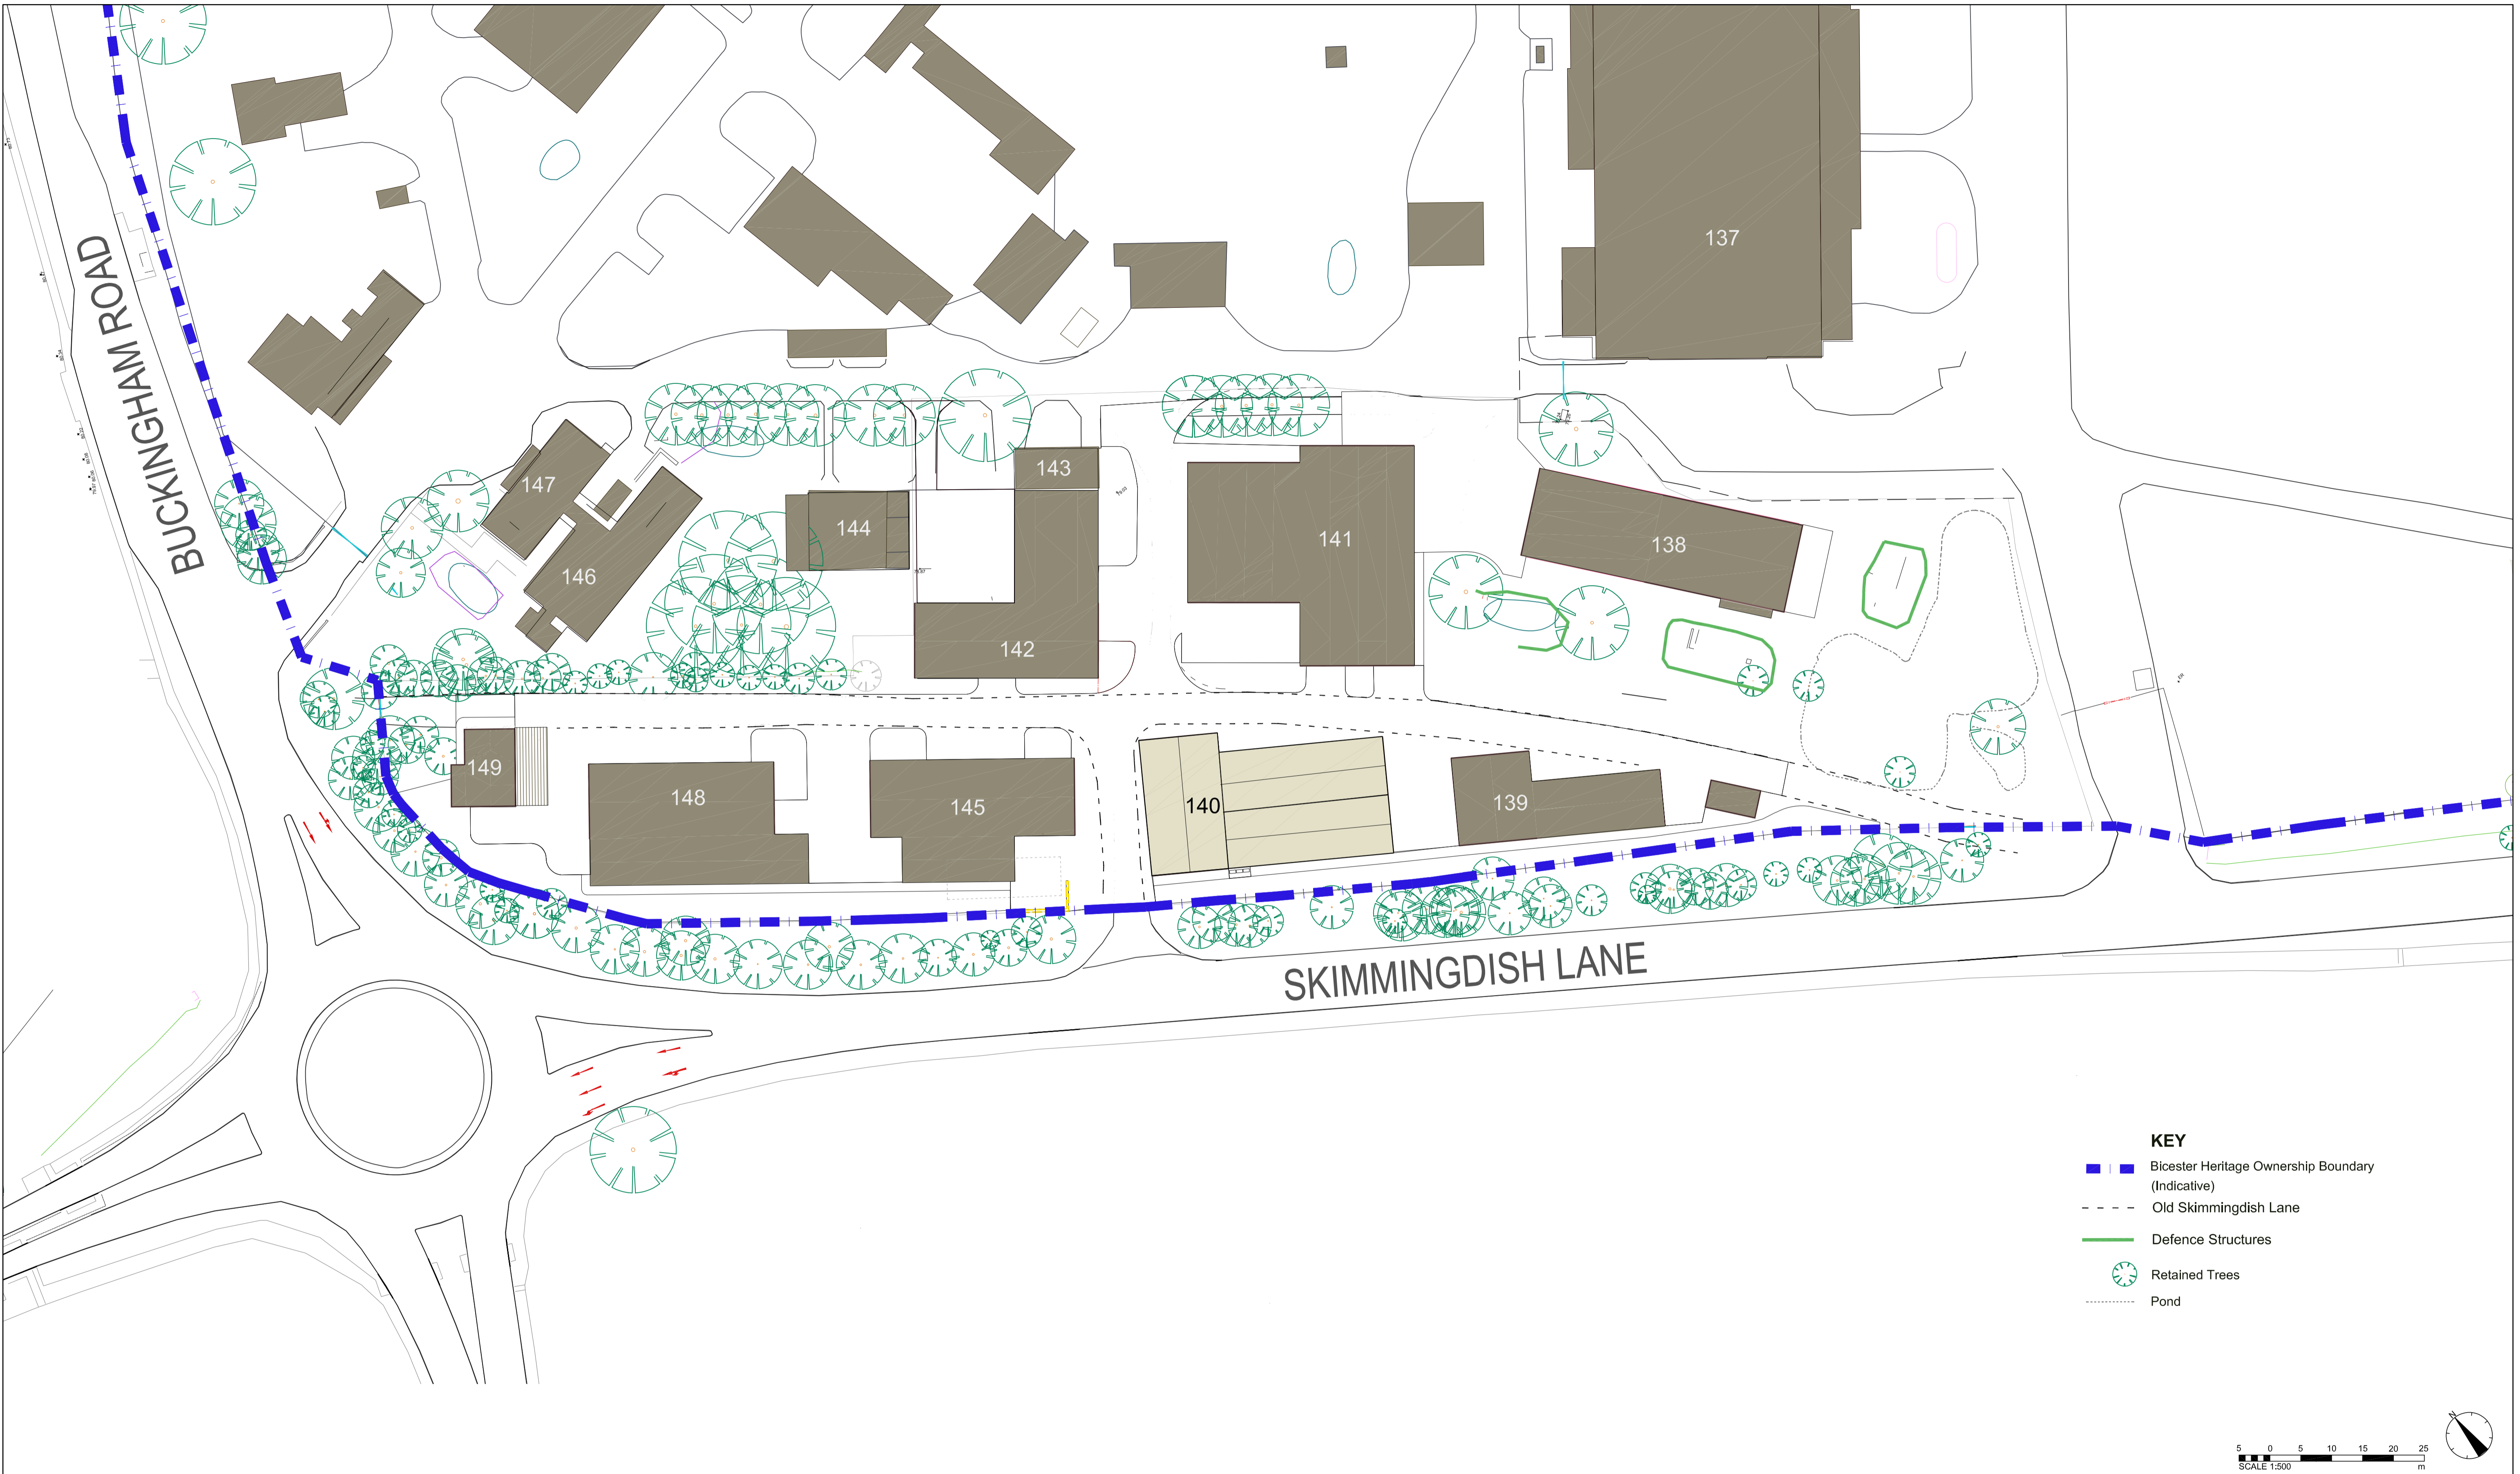 BUCKINGHAM ROAD
137
147
143
144
146
141
138
142
149
148
145
140
139
SKIMMINGDISH LANE
KEY
Bicester Heritage Ownership Boundary
(Indicative)
Old Skimmingdish Lane
Defence Structures
Retained Trees
Pond
5 0 5 10 15 20 25
SCALE 1:500 m
N